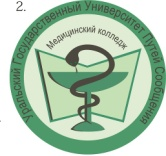 2.
Уральский Государственный Университет Путей Сообщения
Медицинский колледж